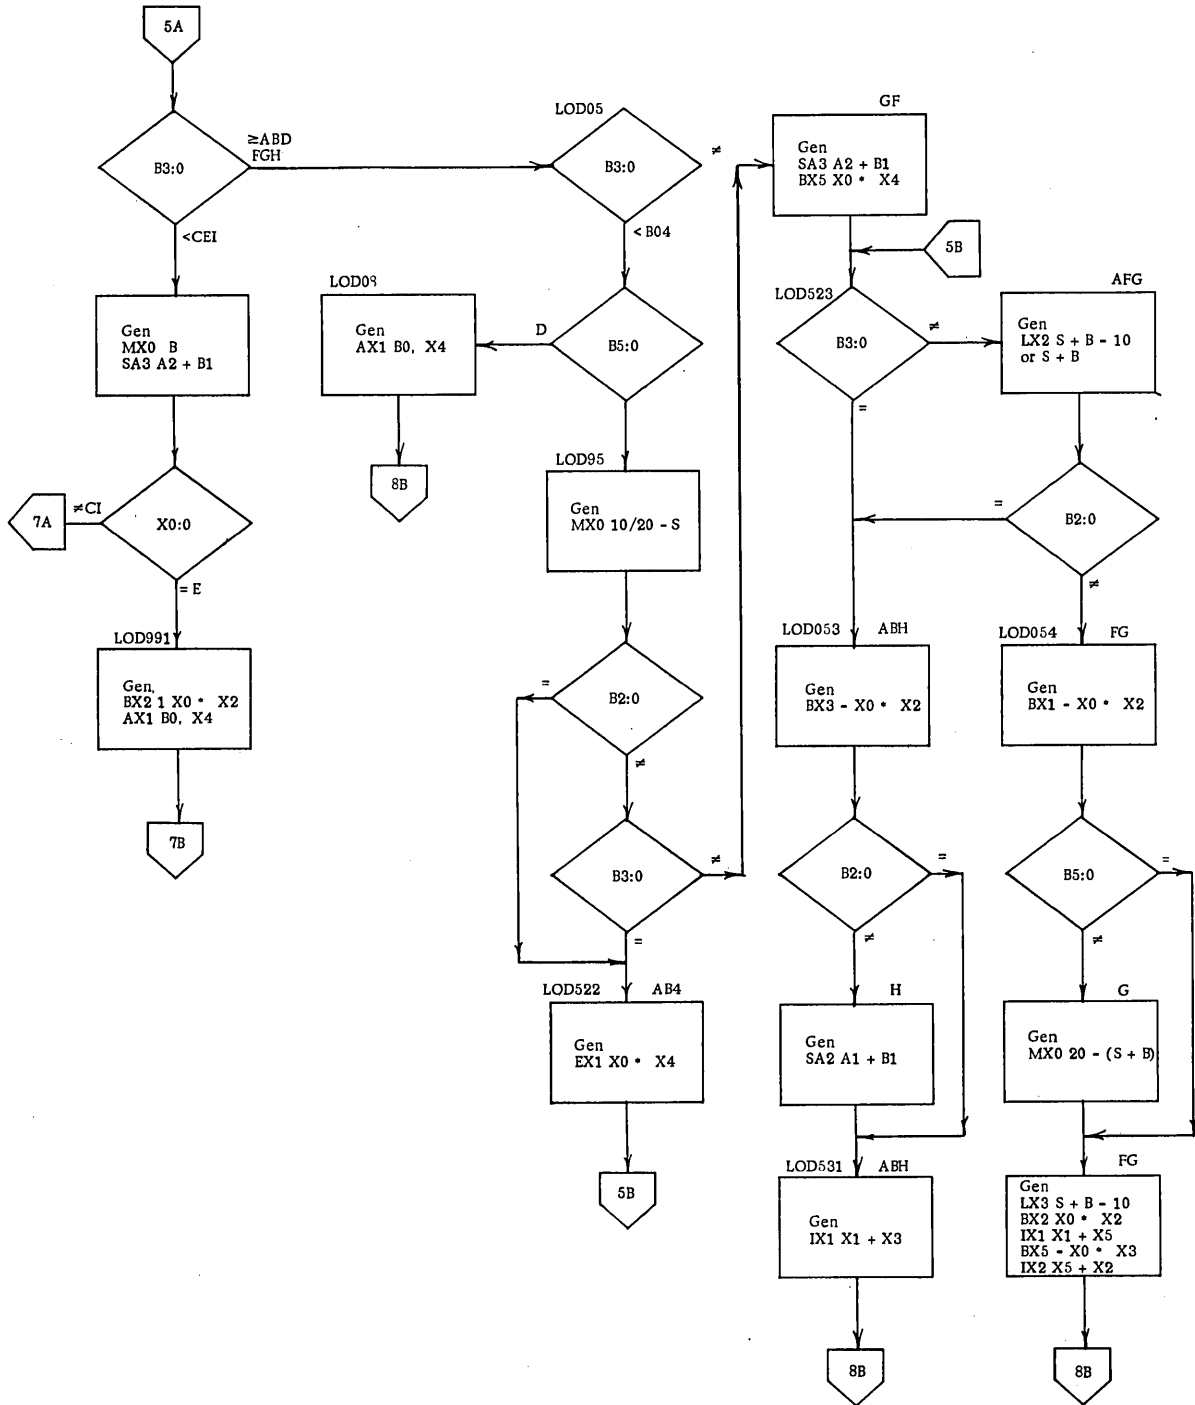 5A
B3:0
≥ABD
FGH
<CEI
Gen
MX0 B
SA3 A2 + B1
X0:0
≠CI
7A
= E
LOD991
Gen,
BX2 1 X0 * X2
AX1 B0, X4
7B
LOD05
B3:0
≠
< B04
LOD08
Gen
AX1 B0, X4
8B
D
B5:0
LOD95
Gen
MX0 10/20 - S
B2:0
=
≠
B3:0
≠
=
LOD522
AB4
Gen
EX1 X0 * X4
5B
GF
Gen
SA3 A2 + B1
BX5 X0 * X4
5B
LOD523
B3:0
≠
=
AFG
Gen
LX2 S + B - 10
or S + B
B2:0
=
≠
LOD053
ABH
Gen
BX3 - X0 * X2
B2:0
=
≠
H
Gen
SA2 A1 + B1
LOD531
ABH
Gen
IX1 X1 + X3
8B
LOD054
FG
Gen
BX1 - X0 * X2
B5:0
=
≠
G
Gen
MX0 20 - (S + B)
FG
Gen
LX3 S + B - 10
BX2 X0 * X2
IX1 X1 + X5
BX5 - X0 * X3
IX2 X5 + X2
8B